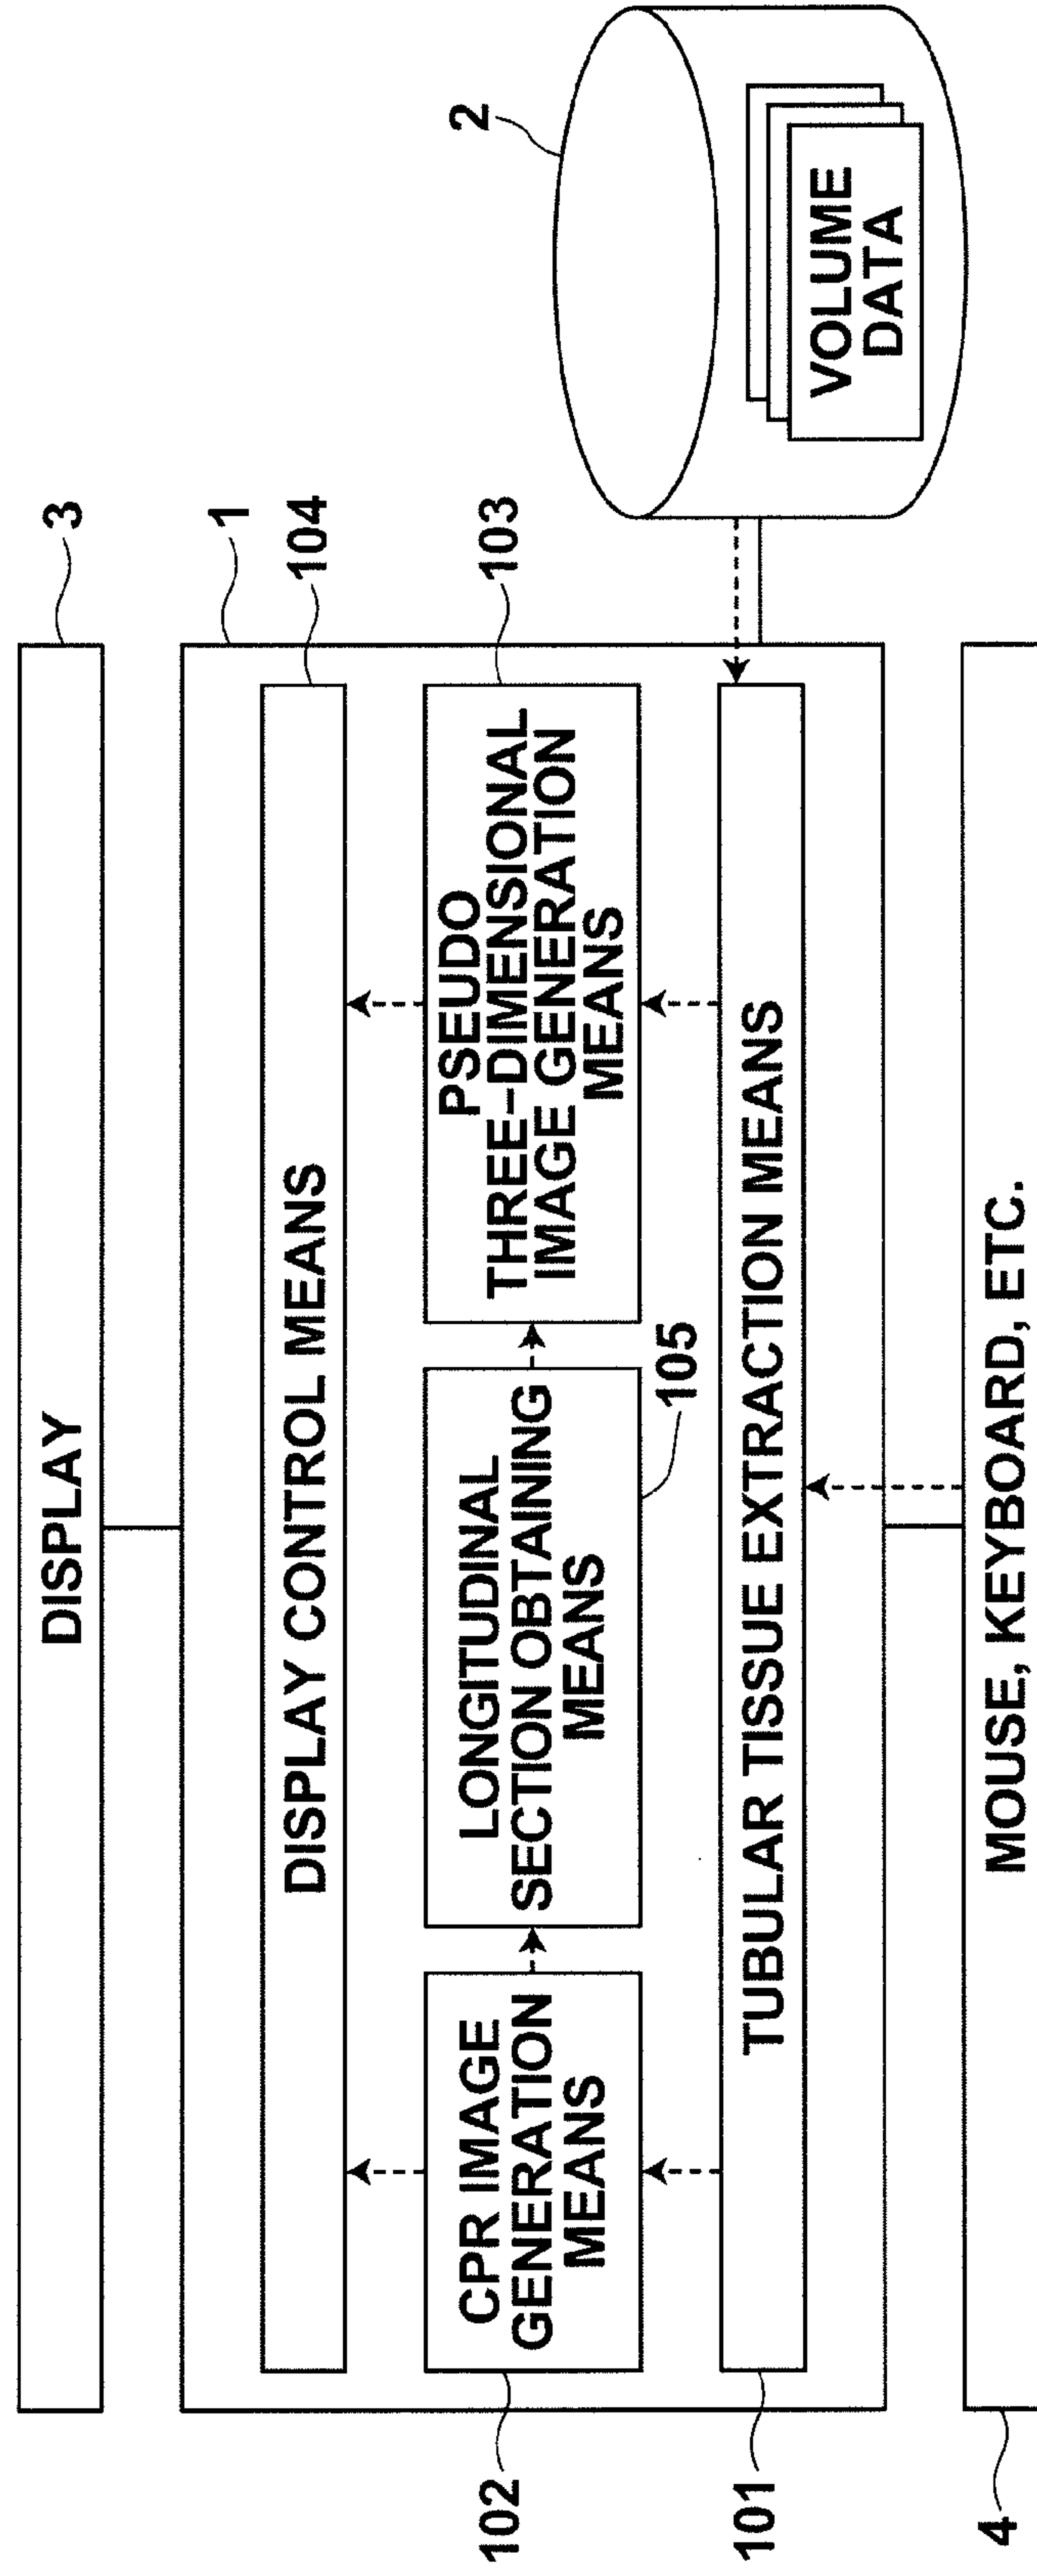 DISPLAY
3
1
104
DISPLAY CONTROL MEANS
102
CPR IMAGE
GENERATION
MEANS
LONGITUDINAL
SECTION OBTAINING
MEANS
105
PSEUDO
THREE-DIMENSIONAL
IMAGE GENERATION
MEANS
103
2
VOLUME
DATA
101
TUBULAR TISSUE EXTRACTION MEANS
4
MOUSE, KEYBOARD, ETC.